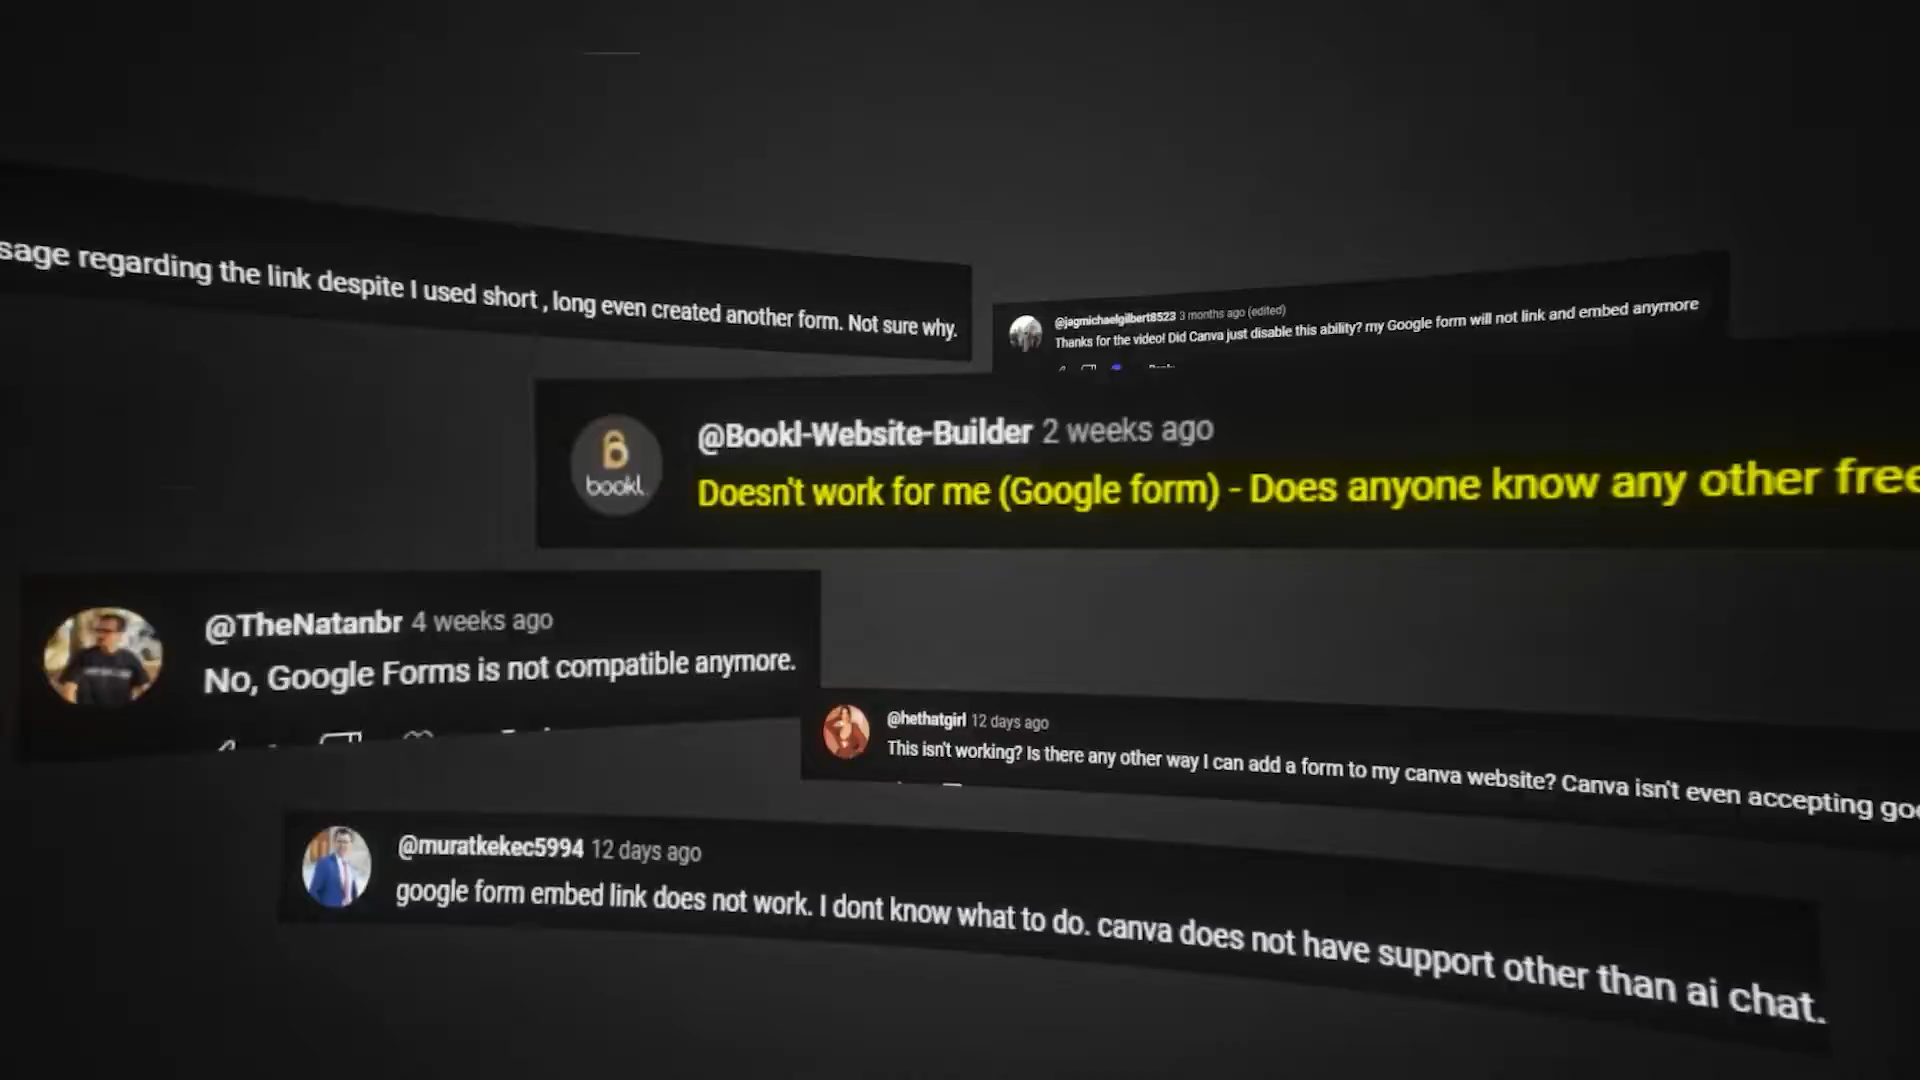 sage regarding the link despite I used short , long even created another form. Not sure why.
@jagmichaelgilbert8523 3 months ago (edited)
Thanks for the video! Did Canva just disable this ability? my Google form will not link and embed anymore
bookl.
@Bookl-Website-Builder 2 weeks ago
Doesn't work for me (Google form) - Does anyone know any other free
@TheNatanbr 4 weeks ago
No, Google Forms is not compatible anymore.
@hethatgirl 12 days ago
This isn't working? Is there any other way I can add a form to my canva website? Canva isn't even accepting goo
@muratkekec5994 12 days ago
google form embed link does not work. I dont know what to do. canva does not have support other than ai chat.